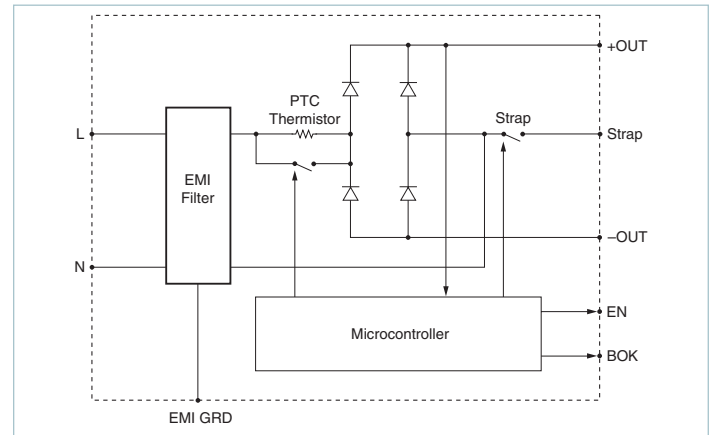 +OUT
PTC
Thermistor
Strap
L
Strap
EMI
Filter
–OUT
N
EN
Microcontroller
BOK
EMI GRD